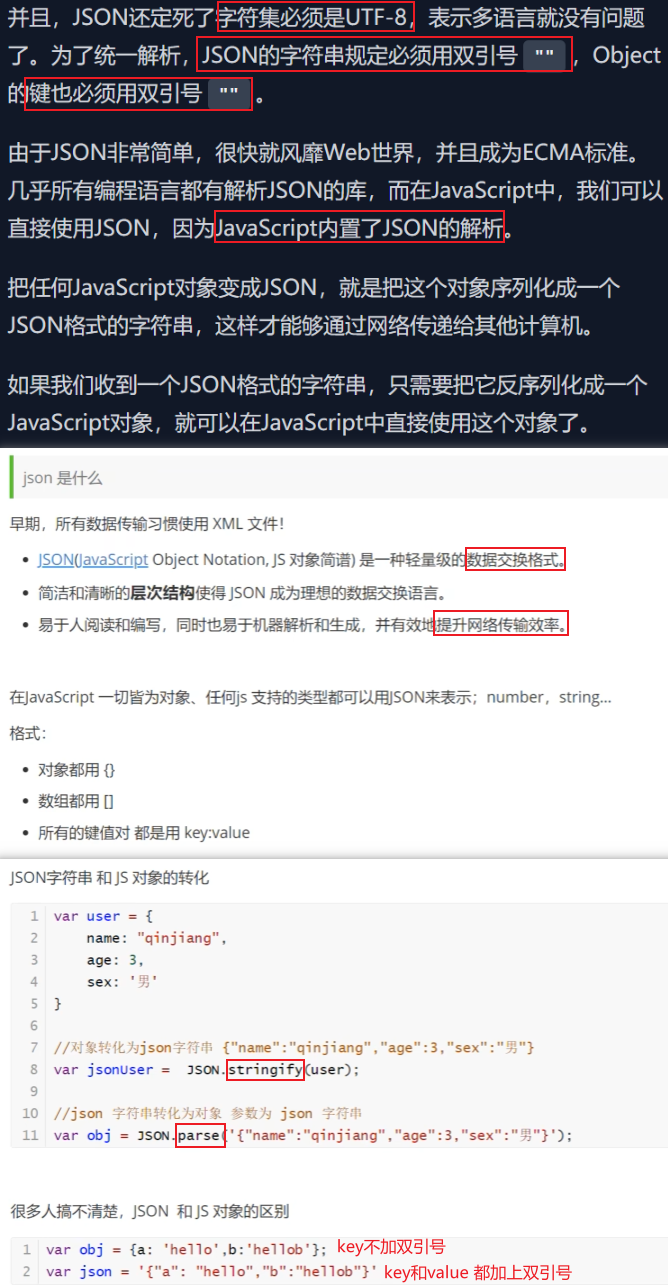 并且，JSON还定死了字符集必须是UTF-8，表示多语言就没有问题
了。为了统一解析，JSON的字符串规定必须用双引号 "" ，Object
的键也必须用双引号 "" 。
由于JSON非常简单，很快就风靡Web世界，并且成为ECMA标准。
几乎所有编程语言都有解析JSON的库，而在JavaScript中，我们可以
直接使用JSON，因为JavaScript内置了JSON的解析。
把任何JavaScript对象变成JSON，就是把这个对象序列化成一个
JSON格式的字符串，这样才能够通过网络传递给其他计算机。
如果我们收到一个JSON格式的字符串，只需要把它反序列化成一个
JavaScript对象，就可以在JavaScript中直接使用这个对象了。
json 是什么
早期，所有数据传输习惯使用 XML 文件！
• JSON(JavaScript Object Notation, JS 对象简谱) 是一种轻量级的数据交换格式。
• 简洁和清晰的层次结构使得 JSON 成为理想的数据交换语言。
• 易于人阅读和编写，同时也易于机器解析和生成，并有效地提升网络传输效率。
在JavaScript 一切皆为对象、任何js 支持的类型都可以用JSON来表示；number，string...
格式：
• 对象都用 {}
• 数组都用 []
• 所有的键值对 都是用 key:value
JSON字符串 和 JS 对象的转化
1 var user = {
2     name: "qinjiang",
3     age: 3,
4     sex: '男'
5 }
6
7 //对象转化为json字符串 {"name":"qinjiang","age":3,"sex":"男"}
8 var jsonUser =  JSON.stringify(user);
9
10 //json 字符串转化为对象 参数为 json 字符串
11 var obj = JSON.parse('{"name":"qinjiang","age":3,"sex":"男"}');
很多人搞不清楚，JSON 和 JS 对象的区别
1 var obj = {a: 'hello',b:'hellob'}; key不加双引号
2 var json = '{"a": "hello","b":"hellob"}' key和value 都加上双引号